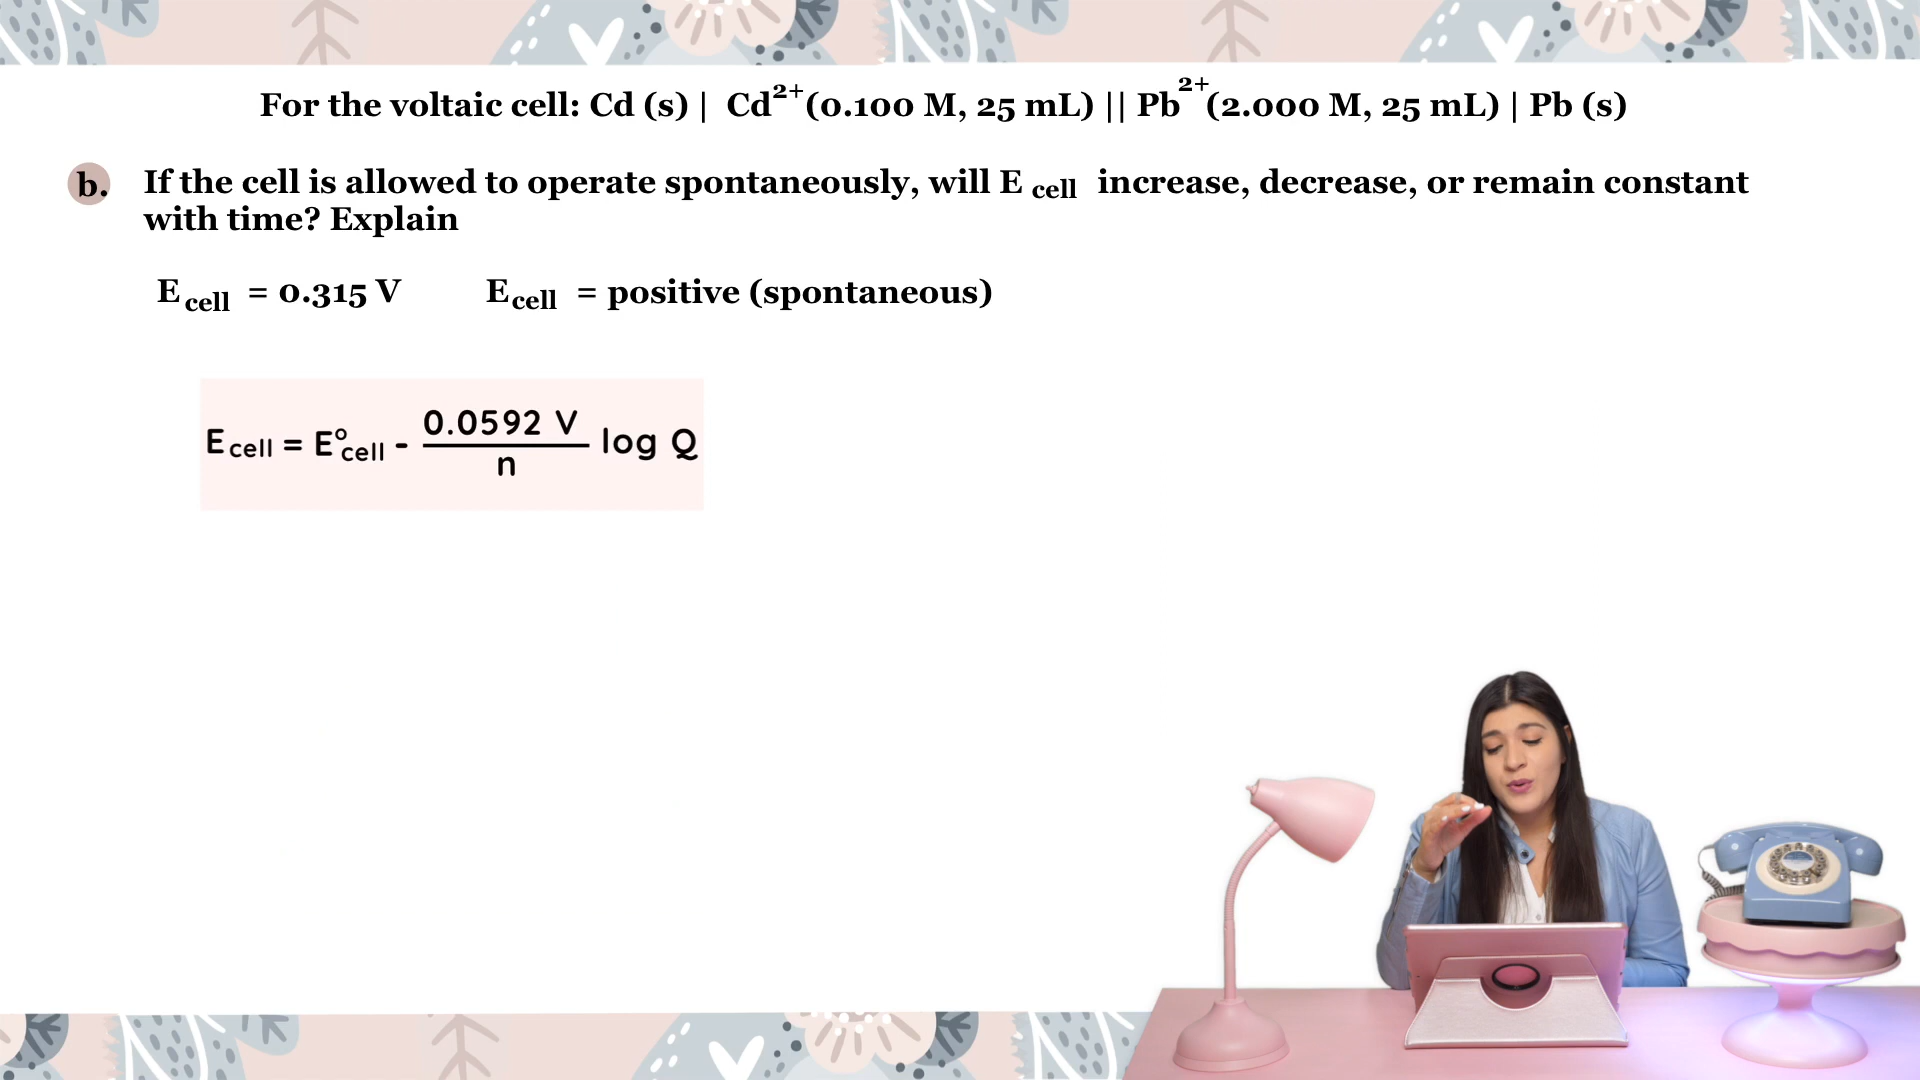 For the voltaic cell: Cd (s) | Cd²⁺(0.100 M, 25 mL) || Pb²⁺(2.000 M, 25 mL) | Pb (s)
b. If the cell is allowed to operate spontaneously, will E cell increase, decrease, or remain constant
with time? Explain
E cell = 0.315 V E cell = positive (spontaneous)
E cell = E° cell - 0.0592 V / n log Q